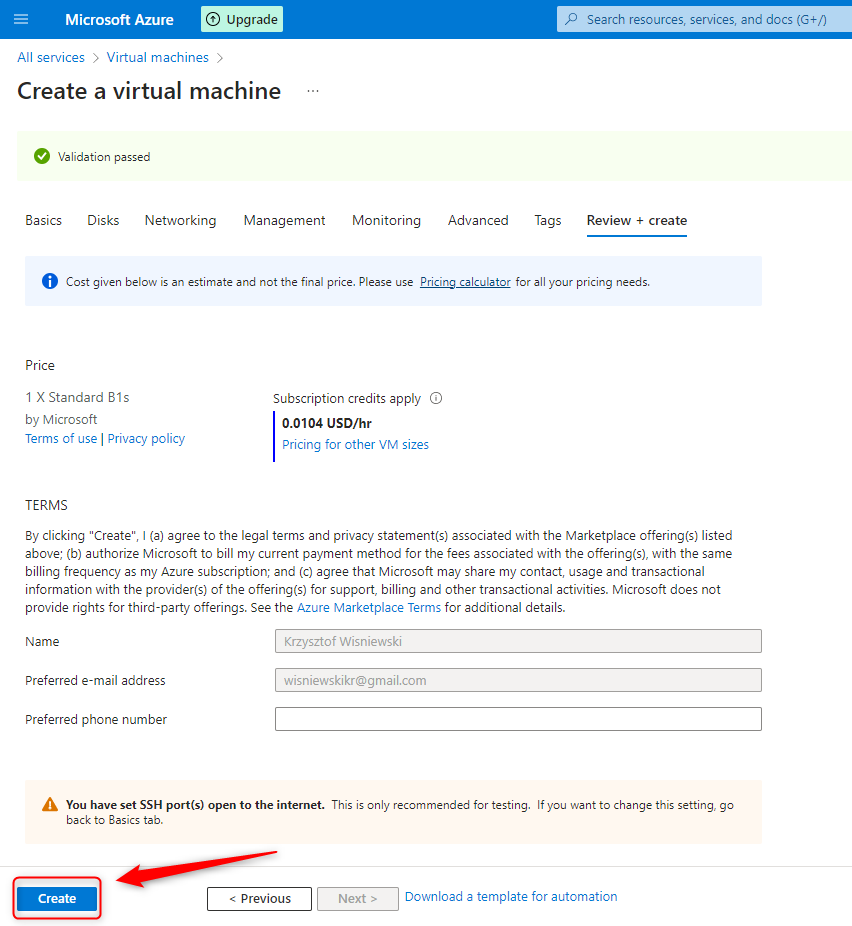 Microsoft Azure
Upgrade
Search resources, services, and docs (G+/)
All services > Virtual machines >
Create a virtual machine ...
Validation passed
Basics Disks Networking Management Monitoring Advanced Tags Review + create
Cost given below is an estimate and not the final price. Please use Pricing calculator for all your pricing needs.
Price
1 X Standard B1s
by Microsoft
Terms of use | Privacy policy
Subscription credits apply
0.0104 USD/hr
Pricing for other VM sizes
TERMS
By clicking "Create", I (a) agree to the legal terms and privacy statement(s) associated with the Marketplace offering(s) listed
above; (b) authorize Microsoft to bill my current payment method for the fees associated with the offering(s), with the same
billing frequency as my Azure subscription; and (c) agree that Microsoft may share my contact, usage and transactional
information with the provider(s) of the offering(s) for support, billing and other transactional activities. Microsoft does not
provide rights for third-party offerings. See the Azure Marketplace Terms for additional details.
Name
Krzysztof Wisniewski
Preferred e-mail address
wisniewskikr@gmail.com
Preferred phone number
You have set SSH port(s) open to the internet. This is only recommended for testing. If you want to change this setting, go
back to Basics tab.
Create
< Previous
Next >
Download a template for automation